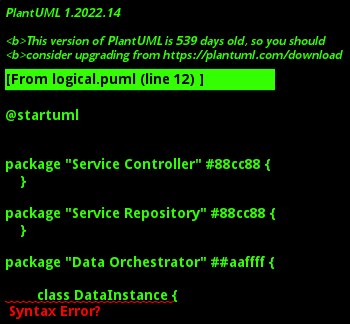 PlantUML 1.2022.14
<b>This version of PlantUML is 539 days old, so you should
<b>consider upgrading from https://plantuml.com/download
[From logical.puml (line 12) ]
@startuml
package "Service Controller" #88cc88 {
}
package "Service Repository" #88cc88 {
}
package "Data Orchestrator" ##aaffff {
class DataInstance {
Syntax Error?